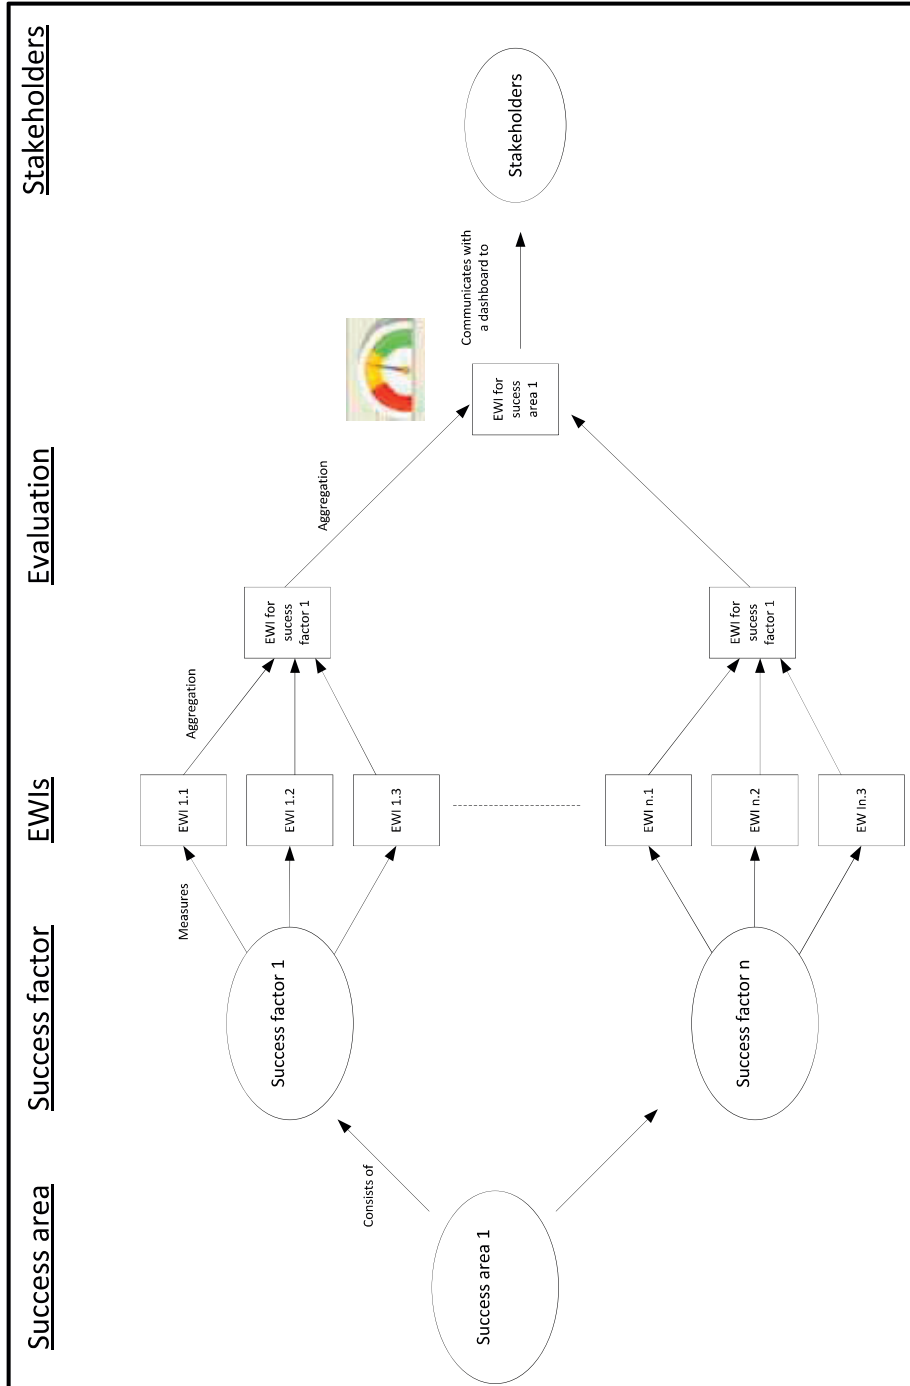 Success area
Success factor
EWIs
Evaluation
Stakeholders
Success area 1
Consists of
Success factor 1
Success factor n
Measures
EWI 1.1
EWI 1.2
EWI 1.3
EWI n.1
EWI n.2
EW In.3
Aggregation
EWI for
sucess
factor 1
EWI for
sucess
factor 1
Aggregation
EWI for
sucess
area 1
Communicates with
a dashboard to
Stakeholders